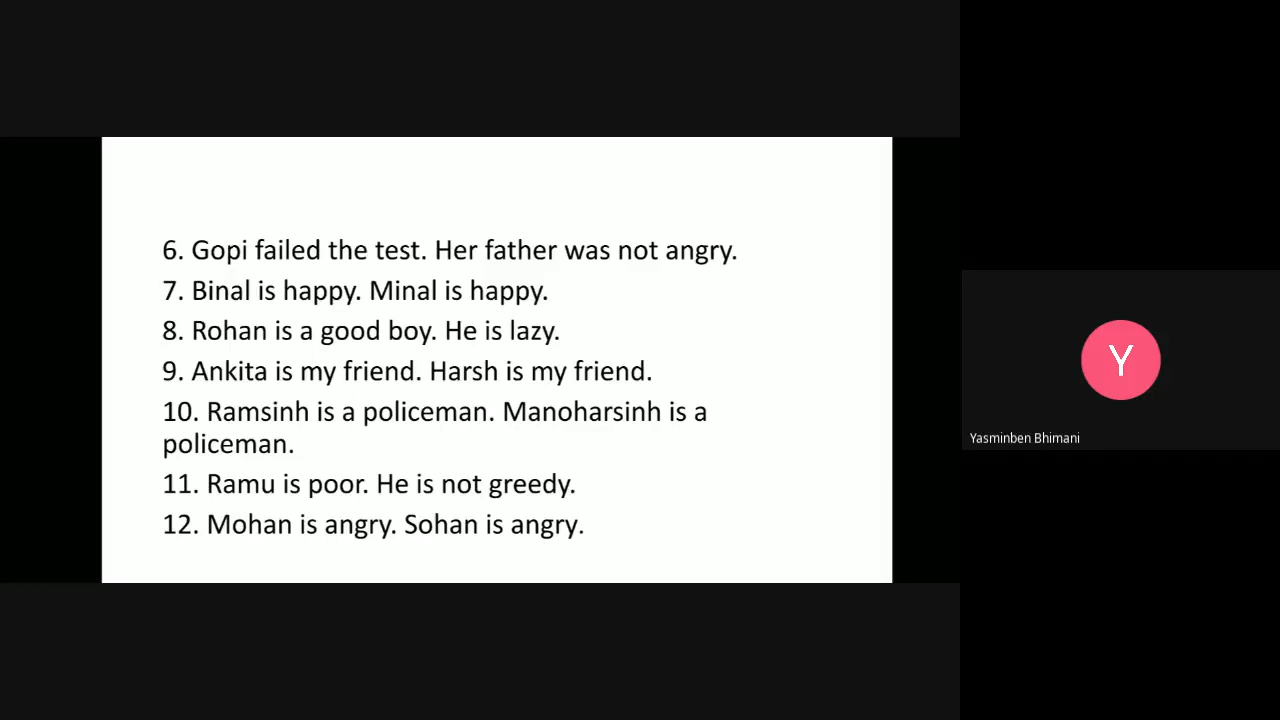 6. Gopi failed the test. Her father was not angry.
7. Binal is happy. Minal is happy.
8. Rohan is a good boy. He is lazy.
9. Ankita is my friend. Harsh is my friend.
10. Ramsinh is a policeman. Manoharsinh is a
policeman.
11. Ramu is poor. He is not greedy.
12. Mohan is angry. Sohan is angry.
Y
Yasminben Bhimani